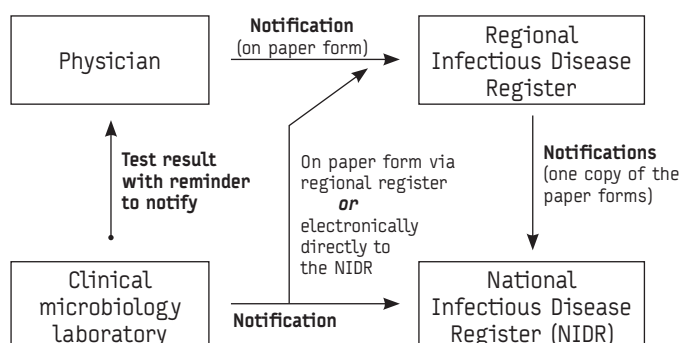 Physician
Notification
(on paper form)
Regional
Infectious Disease
Register
Test result
with reminder
to notify
On paper form via
regional register
or
electronically
directly to
the NIDR
Notifications
(one copy of the
paper forms)
Clinical
microbiology
laboratory
Notification
National
Infectious Disease
Register (NIDR)